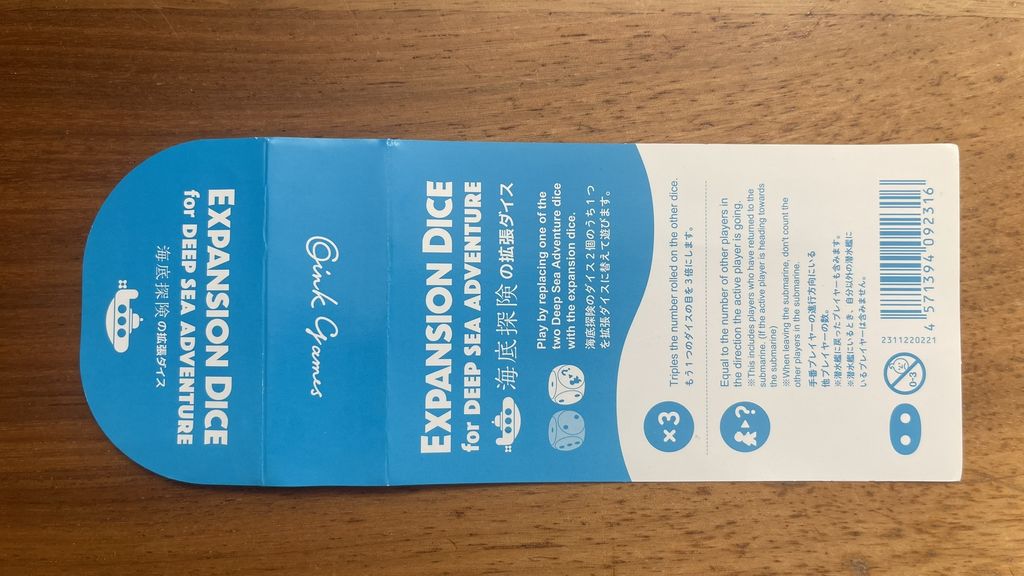 EXPANSION DICE
for DEEP SEA ADVENTURE
海底探険の拡張ダイス
Oink Games
EXPANSION DICE
for DEEP SEA ADVENTURE
海底探険の拡張ダイス
Play by replacing one of the
two Deep Sea Adventure dice
with the expansion dice.
海底探険のダイス2個のうち1つ
を拡張ダイスに替えて遊びます。
×3
Triples the number rolled on the other dice.
もう1つのダイスの目を3倍にします。
?
Equal to the number of other players in
the direction the active player is going.
※This includes players who have returned to the
submarine. (If the active player is heading towards
the submarine)
※When leaving the submarine, don't count the
other players in the submarine.
手番プレイヤーの進行方向にいる
他プレイヤーの数。
※潜水艦に戻ったプレイヤーも含みます。
※潜水艦にいるとき、自分以外の潜水艦に
いるプレイヤーは含みません。
0-3
2311220221
4 571394 092316